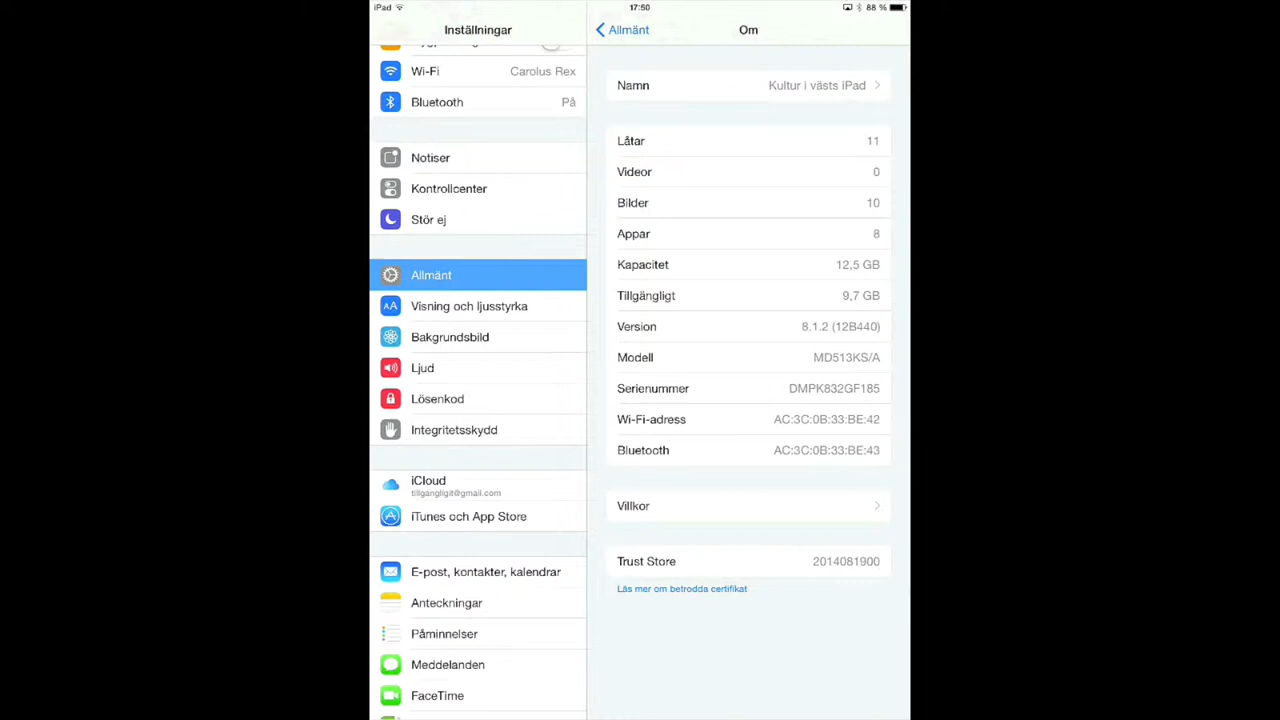 iPad 17:50 88 %
Inställningar
Wi-Fi Carolus Rex
Bluetooth På
Notiser
Kontrollcenter
Stör ej
Allmänt
Visning och ljusstyrka
Bakgrundsbild
Ljud
Lösenkod
Integritetsskydd
iCloud
tillgangligit@gmail.com
iTunes och App Store
E-post, kontakter, kalendrar
Anteckningar
Påminnelser
Meddelanden
FaceTime
Allmänt Om
Namn Kultur i västs iPad
Låtar 11
Videor 0
Bilder 10
Appar 8
Kapacitet 12,5 GB
Tillgängligt 9,7 GB
Version 8.1.2 (12B440)
Modell MD513KS/A
Serienummer DMPK832GF185
Wi-Fi-adress AC:3C:0B:33:BE:42
Bluetooth AC:3C:0B:33:BE:43
Villkor
Trust Store 2014081900
Läs mer om betrodda certifikat